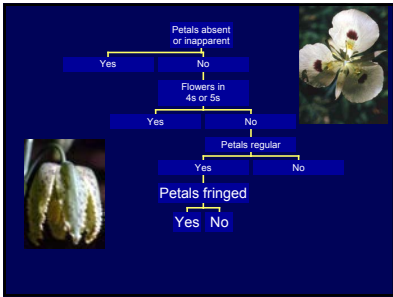 Petals absent
or inapparent
Yes No
Flowers in
4s or 5s
Yes No
Petals regular
Yes No
Petals fringed
Yes No